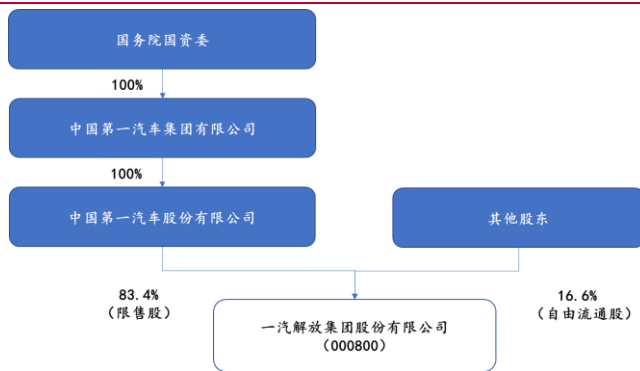 国务院国资委
100%
中国第一汽车集团有限公司
100%
中国第一汽车股份有限公司
其他股东
83.4%
（限售股）
16.6%
（自由流通股）
一汽解放集团股份有限公司
（000800）